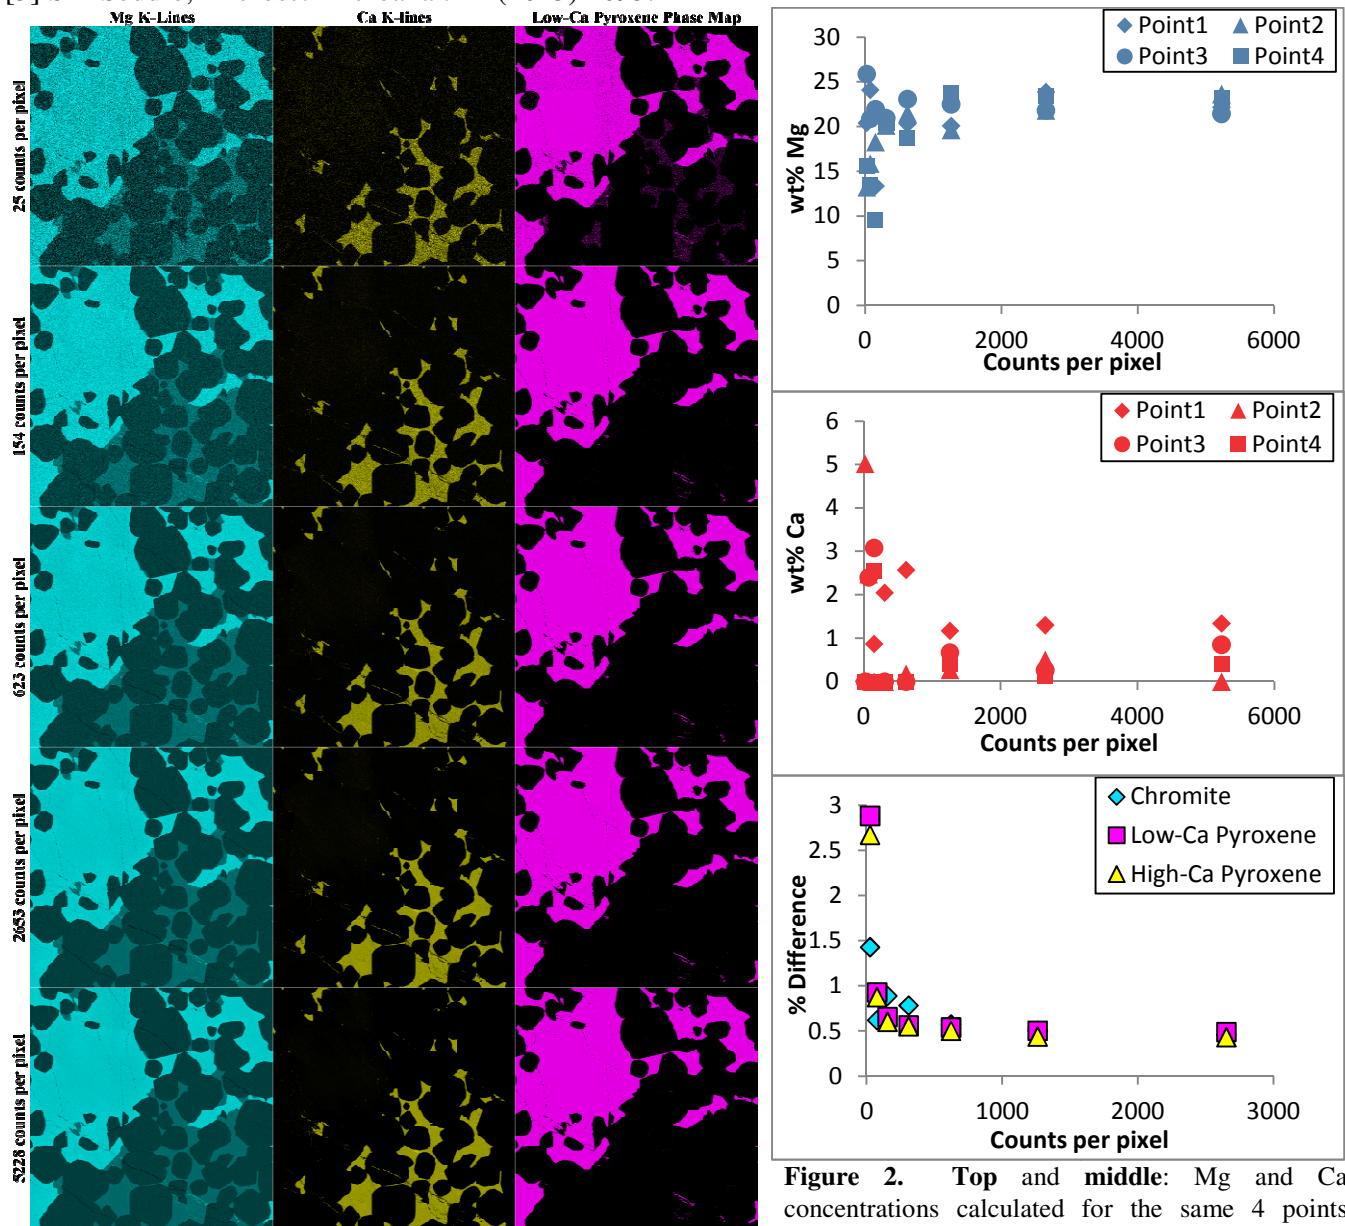 Mg K-Lines
Ca K-lines
Low-Ca Pyroxene Phase Map
25 counts per pixel
154 counts per pixel
623 counts per pixel
2653 counts per pixel
5228 counts per pixel
Point1 Point2
Point3 Point4
30
25
20
15
10
5
0
wt% Mg
0 2000 4000 6000
Counts per pixel
Point1 Point2
Point3 Point4
6
5
4
3
2
1
0
wt% Ca
0 2000 4000 6000
Counts per pixel
Chromite
Low-Ca Pyroxene
High-Ca Pyroxene
3
2.5
2
1.5
1
0.5
0
% Difference
0 1000 2000 3000
Counts per pixel
Figure 2. Top and middle: Mg and Ca
concentrations calculated for the same 4 points